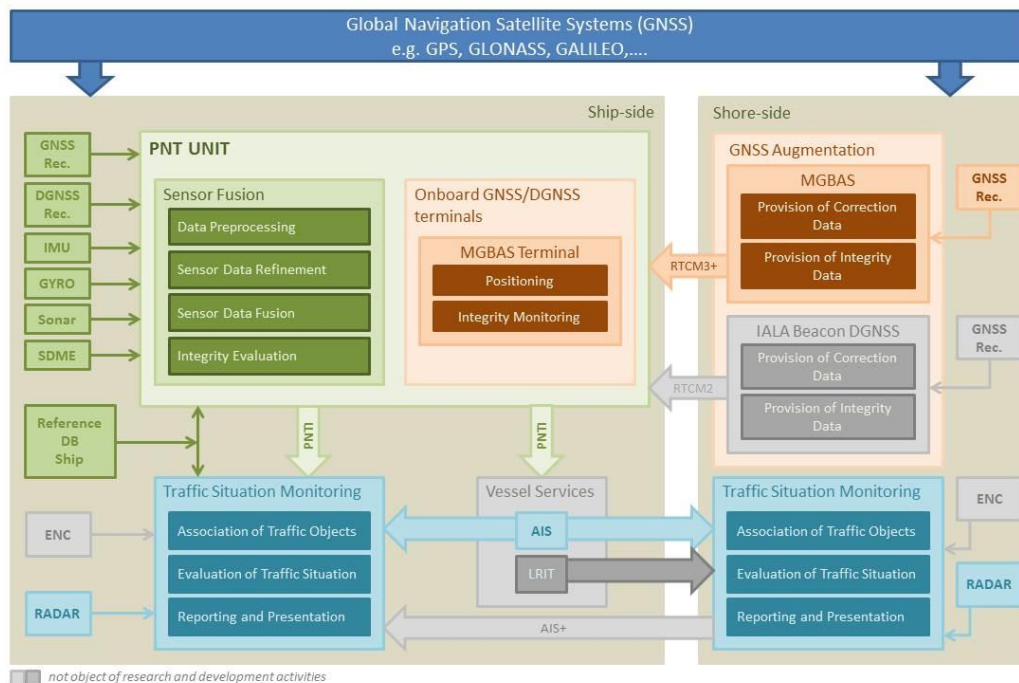 Global Navigation Satellite Systems (GNSS)
e.g. GPS, GLONASS, GALILEO,....
Ship-side
Shore-side
GNSS
Rec.
DGNSS
Rec.
IMU
GYRO
Sonar
SDME
PNT UNIT
Sensor Fusion
Data Preprocessing
Sensor Data Refinement
Sensor Data Fusion
Integrity Evaluation
Onboard GNSS/DGNSS
terminals
MGBAS Terminal
Positioning
Integrity Monitoring
RTCM3+
RTCM2
GNSS Augmentation
MGBAS
Provision of Correction
Data
Provision of Integrity
Data
GNSS
Rec.
IALA Beacon DGNSS
Provision of Correction
Data
Provision of Integrity
Data
GNSS
Rec.
Reference
DB
Ship
PNTI
PNTI
ENC
RADAR
Traffic Situation Monitoring
Association of Traffic Objects
Evaluation of Traffic Situation
Reporting and Presentation
Vessel Services
AIS
LRIT
AIS+
Traffic Situation Monitoring
Association of Traffic Objects
Evaluation of Traffic Situation
Reporting and Presentation
ENC
RADAR
not object of research and development activities